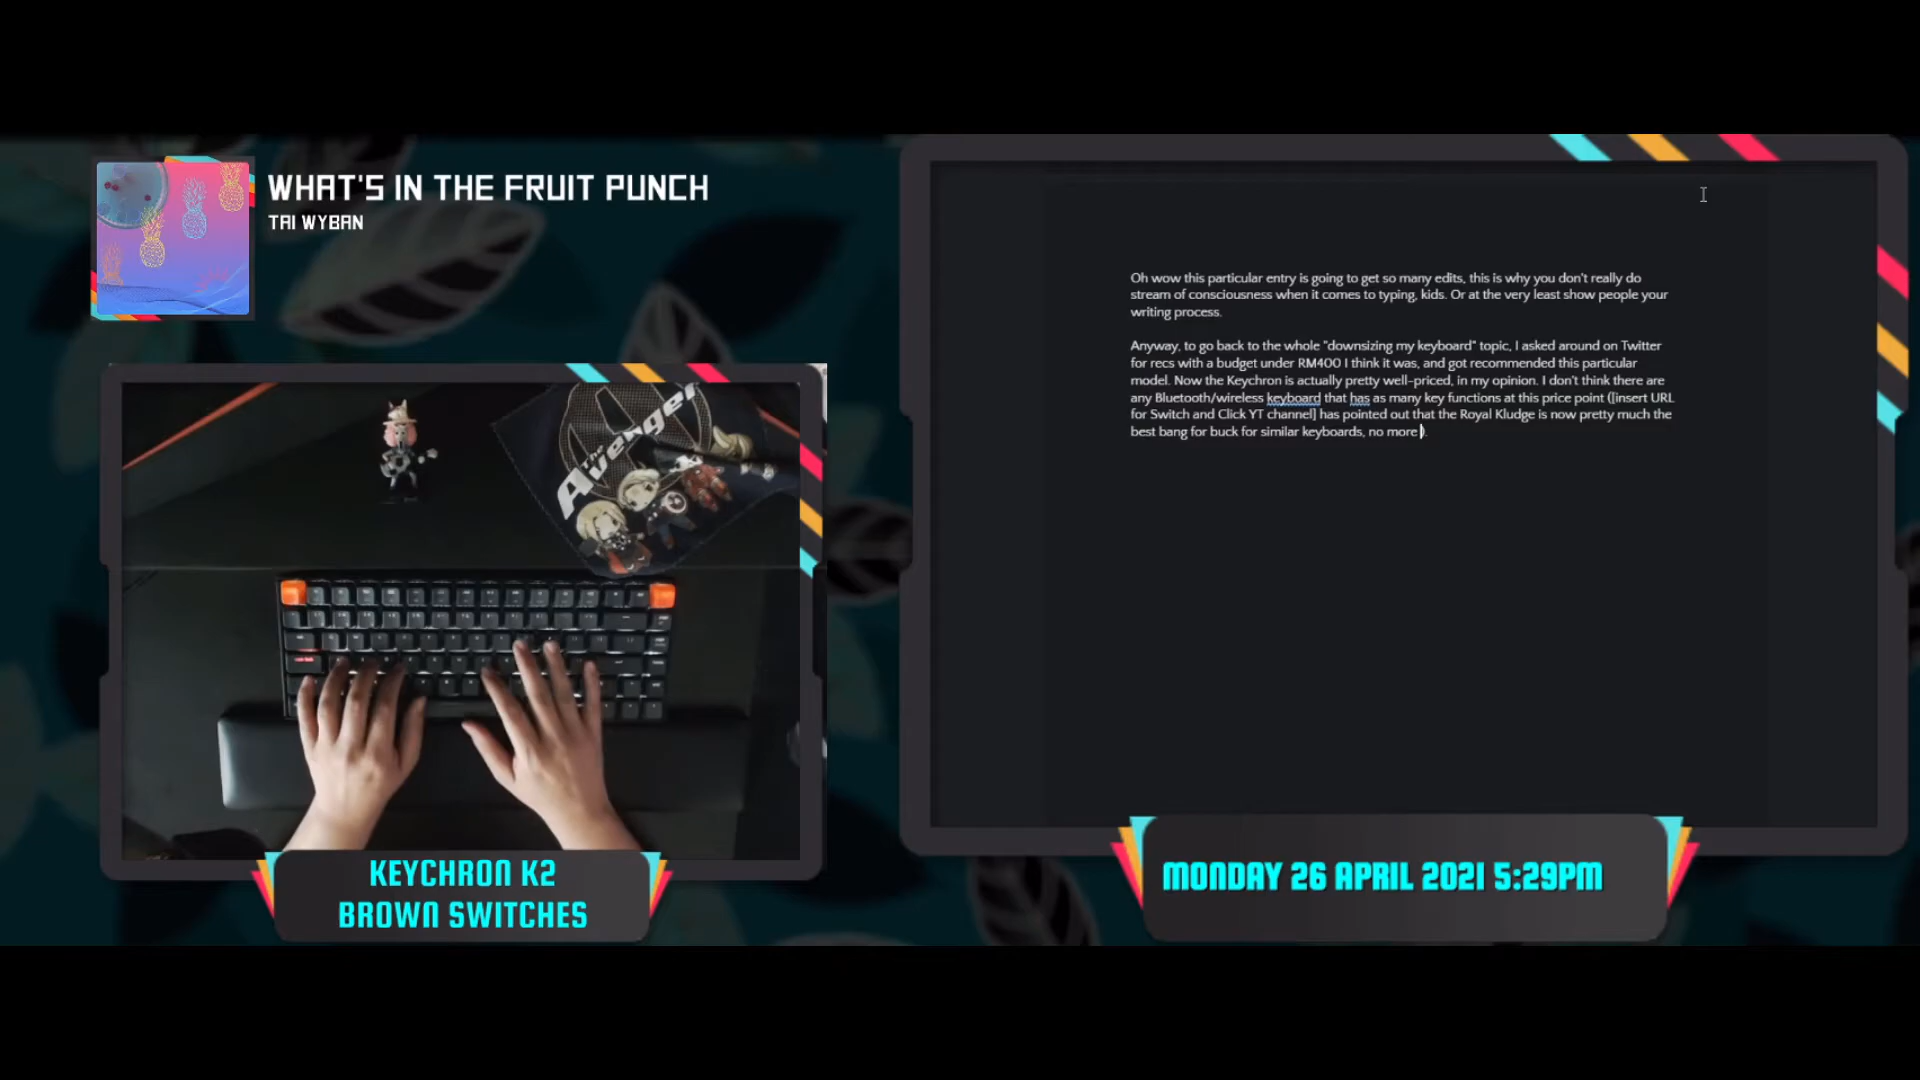 WHAT'S IN THE FRUIT PUNCH
TAI WYBAN
The
Avenger
KEYCHRON K2
BROWN SWITCHES
Oh wow this particular entry is going to get so many edits, this is why you don't really do
stream of consciousness when it comes to typing, kids. Or at the very least show people your
writing process.
Anyway, to go back to the whole "downsizing my keyboard" topic, I asked around on Twitter
for recs with a budget under RM400 I think it was, and got recommended this particular
model. Now the Keychron is actually pretty well-priced, in my opinion. I don't think there are
any Bluetooth/wireless keyboard that has as many key functions at this price point ([insert URL
for Switch and Click YT channel] has pointed out that the Royal Kludge is now pretty much the
best bang for buck for similar keyboards, no more ).
MONDAY 26 APRIL 2021 5:29PM